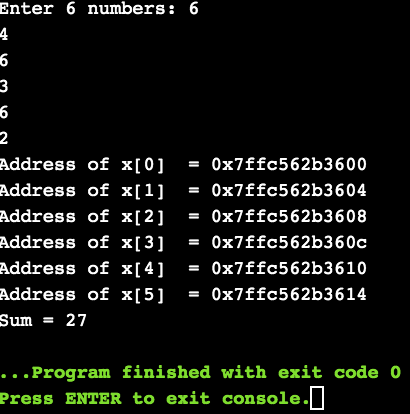 Enter 6 numbers: 6
4
6
3
6
2
Address of x[0]  = 0x7ffc562b3600
Address of x[1]  = 0x7ffc562b3604
Address of x[2]  = 0x7ffc562b3608
Address of x[3]  = 0x7ffc562b360c
Address of x[4]  = 0x7ffc562b3610
Address of x[5]  = 0x7ffc562b3614
Sum = 27
...Program finished with exit code 0
Press ENTER to exit console.